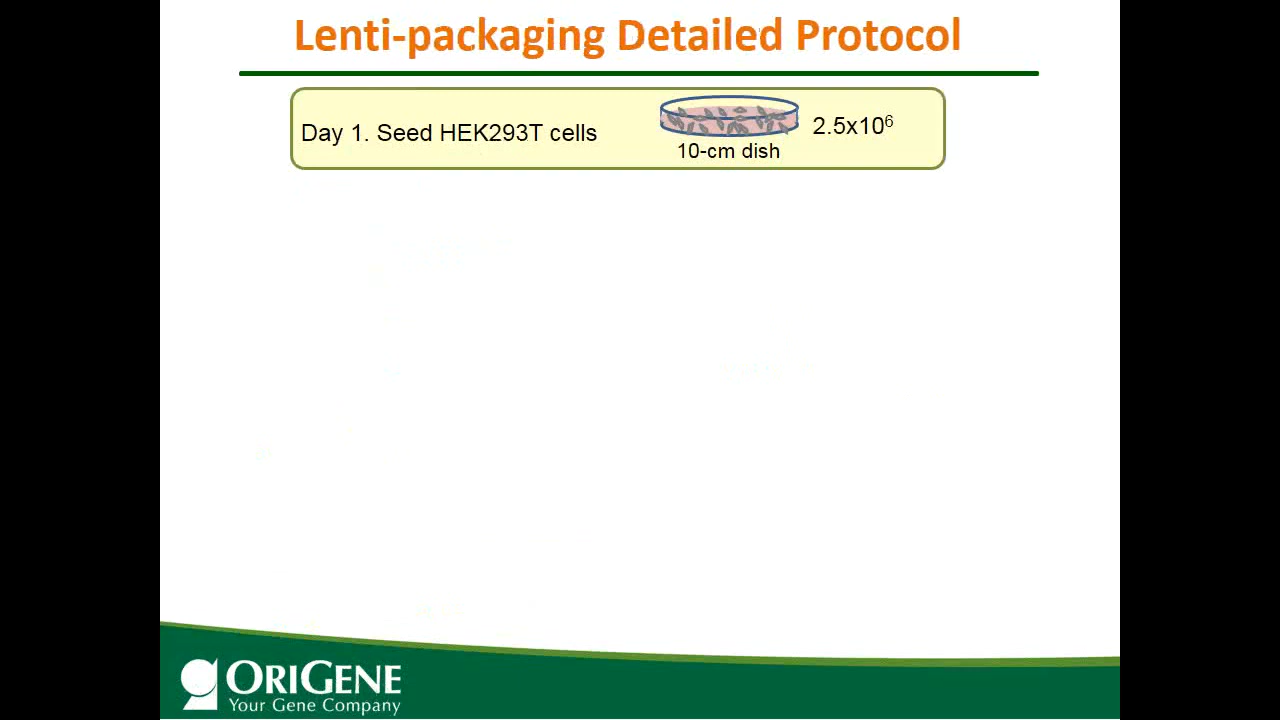 Lenti-packaging Detailed Protocol
Day 1. Seed HEK293T cells
2.5x10⁶
10-cm dish
ORIGENE
Your Gene Company